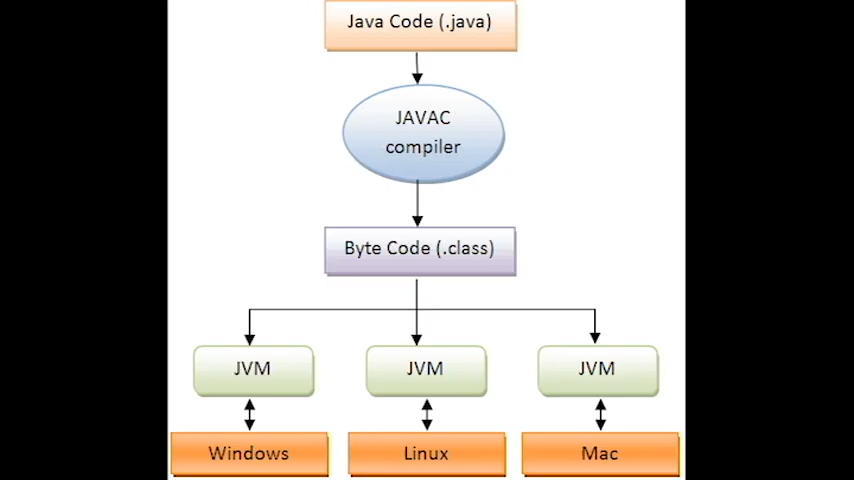 Java Code (.java)
JAVAC
compiler
Byte Code (.class)
JVM
JVM
JVM
Windows
Linux
Mac